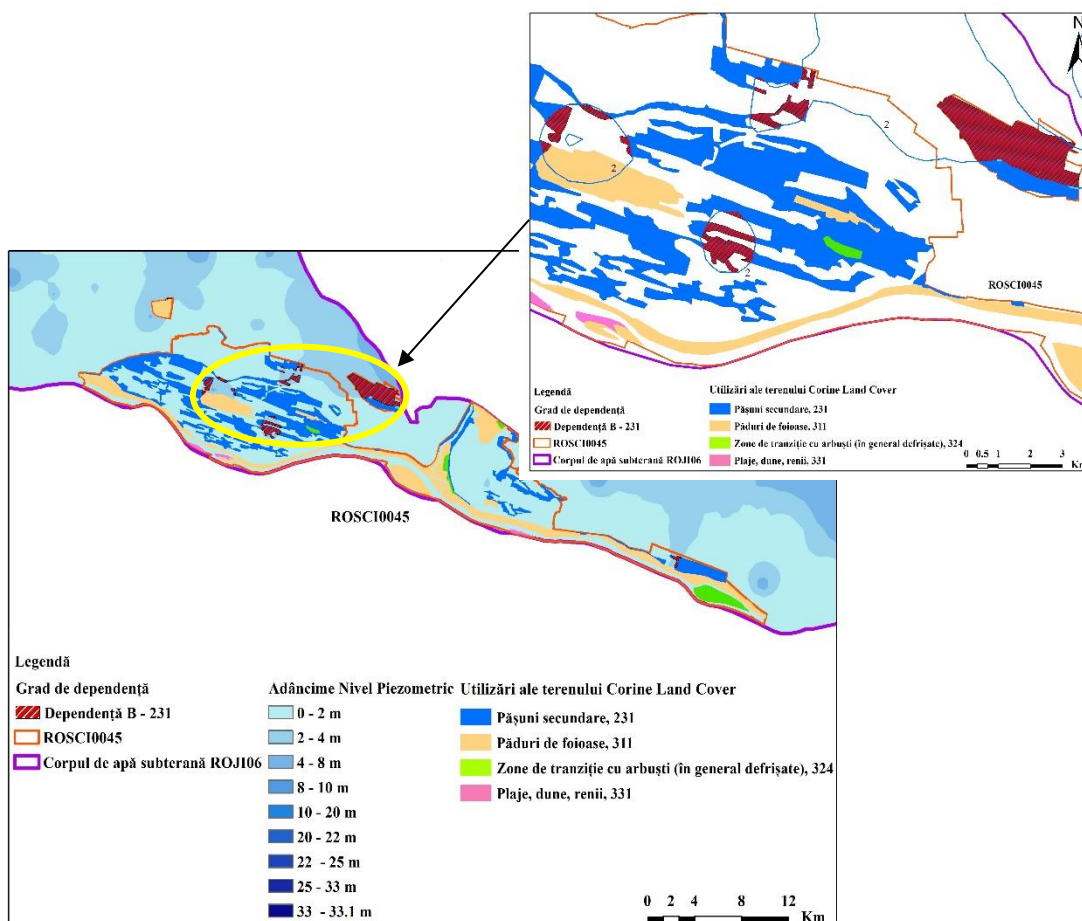 N
2
2
2
ROSCI0045
Legendă
Grad de dependență
Dependență B - 231
ROSCI0045
Corpul de apă subterană ROJI06
Utilizări ale terenului Corine Land Cover
Pășuni secundare, 231
Păduri de foioase, 311
Zone de tranziție cu arbuști (în general defrișate), 324
Plaje, dune, renii, 331
0 0.5 1 2 3
Km
ROSCI0045
Legendă
Grad de dependență
Dependență B - 231
ROSCI0045
Corpul de apă subterană ROJI06
Adâncime Nivel Piezometric
0 - 2 m
2 - 4 m
4 - 8 m
8 - 10 m
10 - 20 m
20 - 22 m
22 - 25 m
25 - 33 m
33 - 33.1 m
Utilizări ale terenului Corine Land Cover
Pășuni secundare, 231
Păduri de foioase, 311
Zone de tranziție cu arbuști (în general defrișate), 324
Plaje, dune, renii, 331
0 2 4 8 12
Km